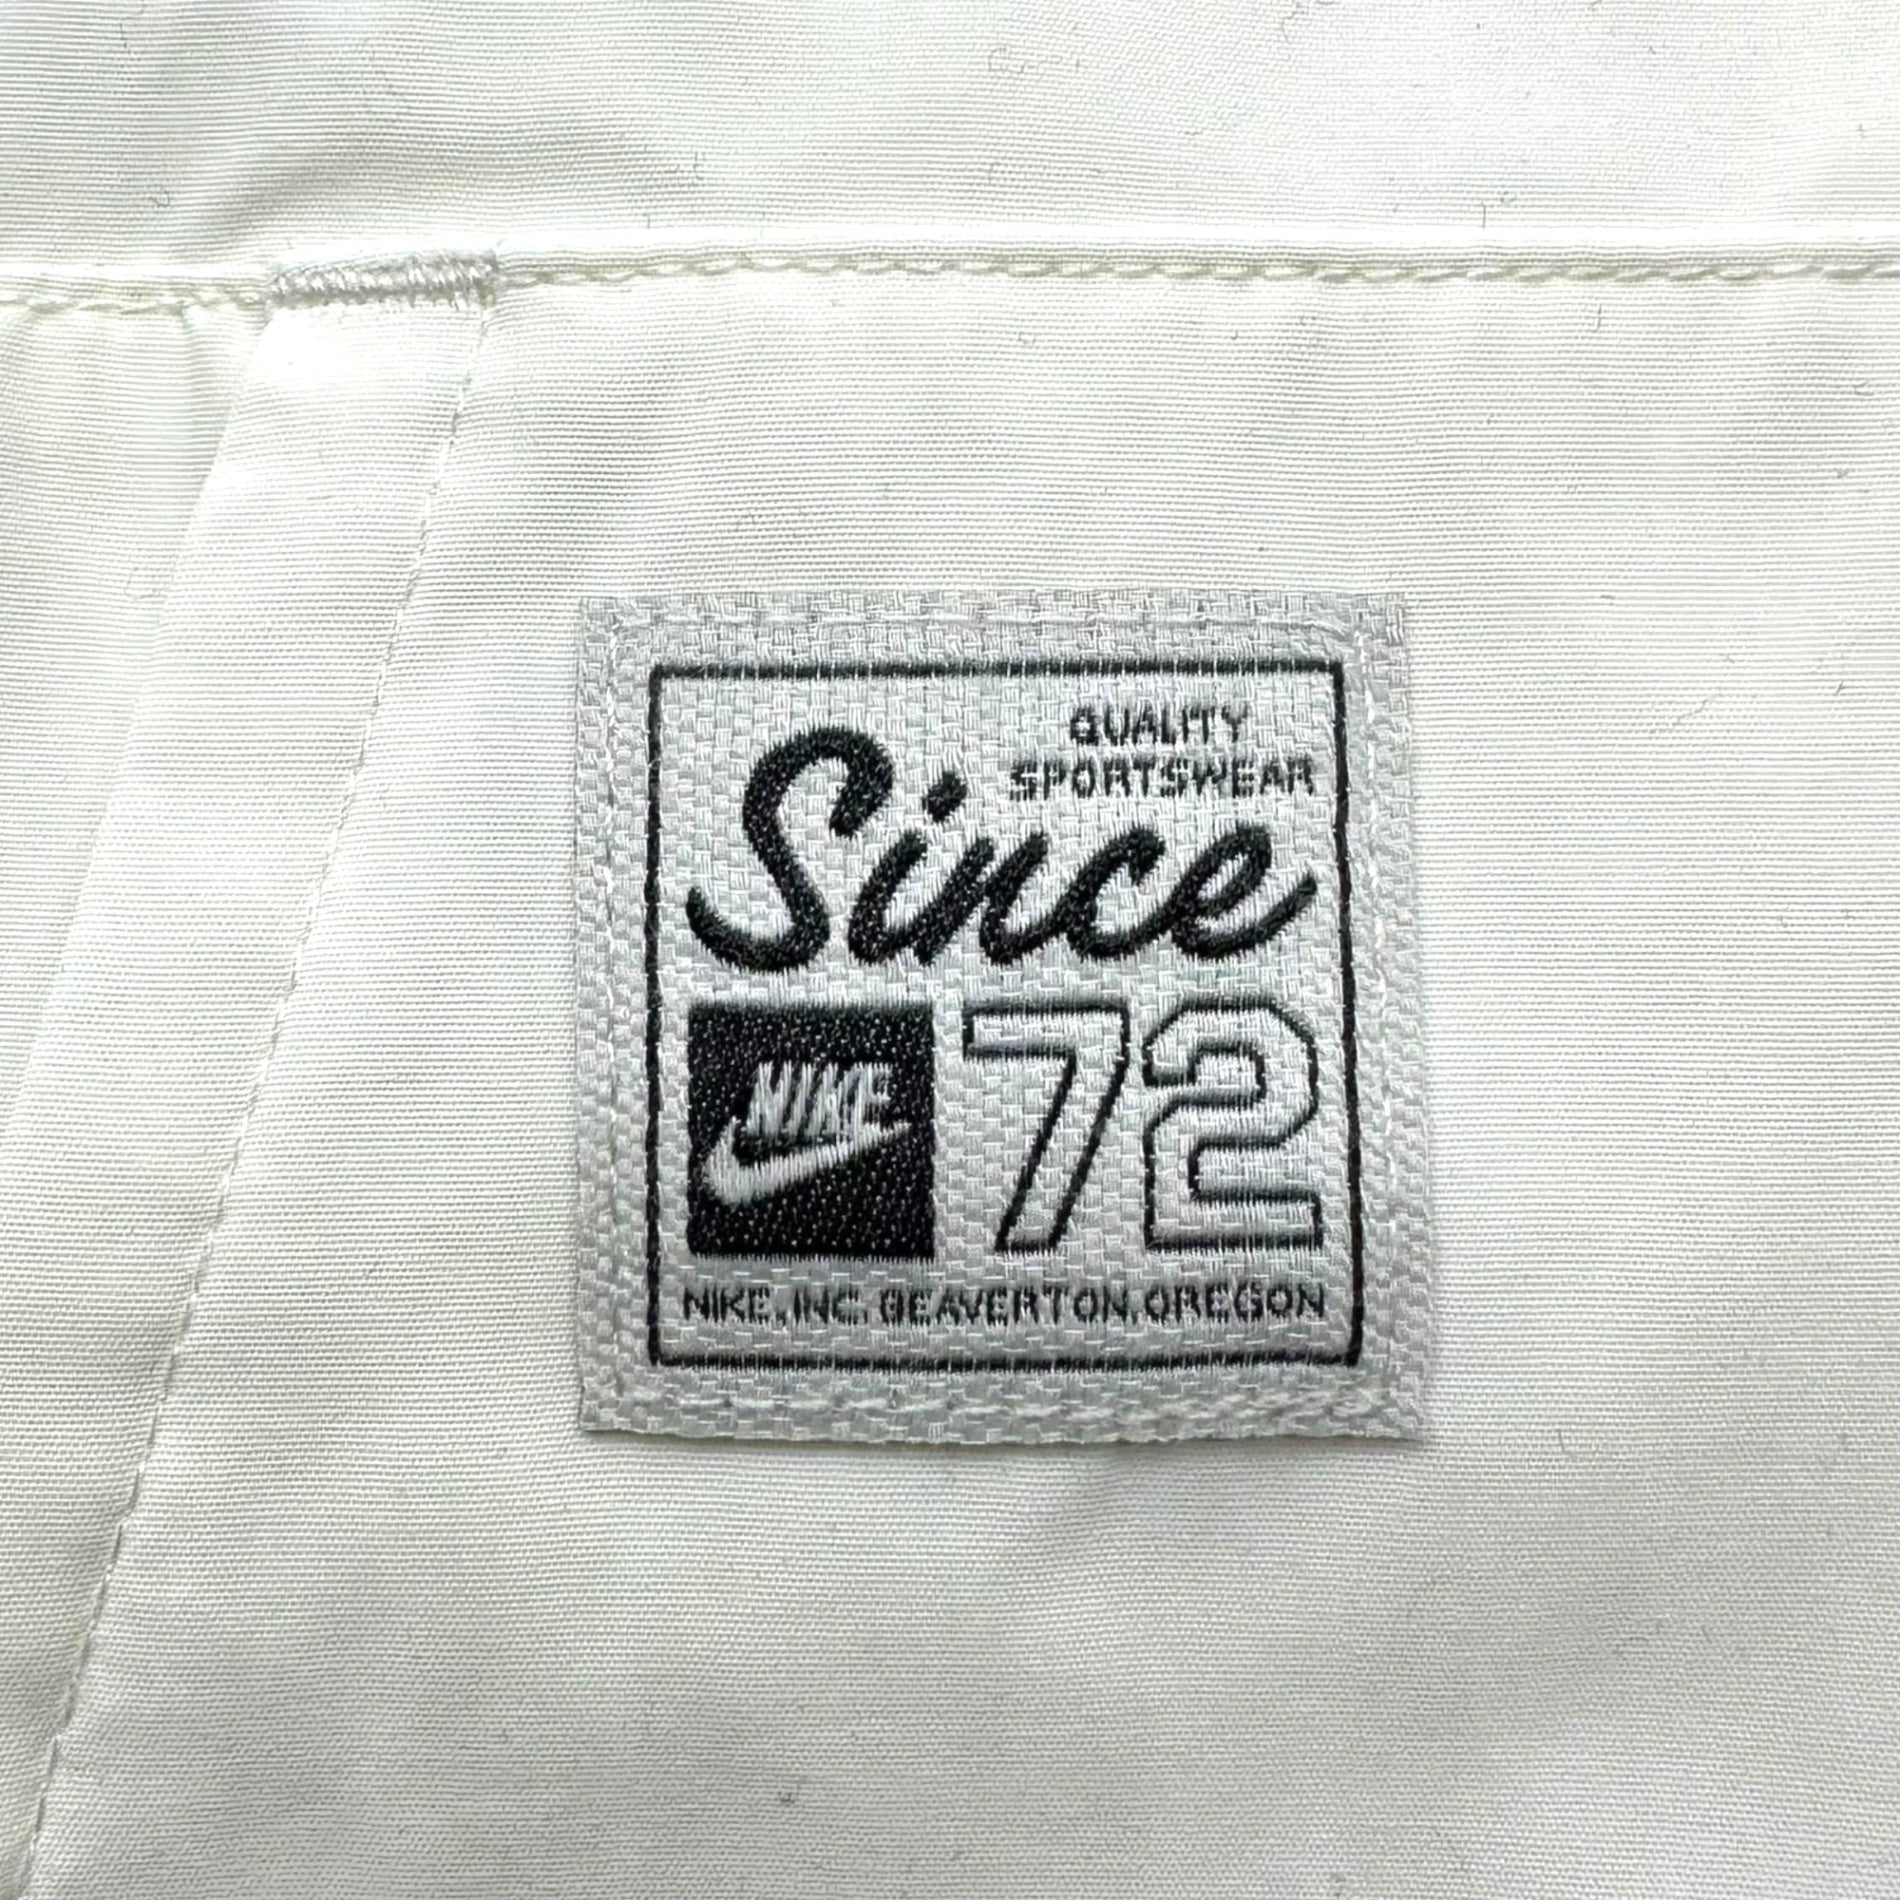 QUALITY
SPORTSWEAR
Since
NIKE 72
NIKE, INC. BEAVERTON, OREGON